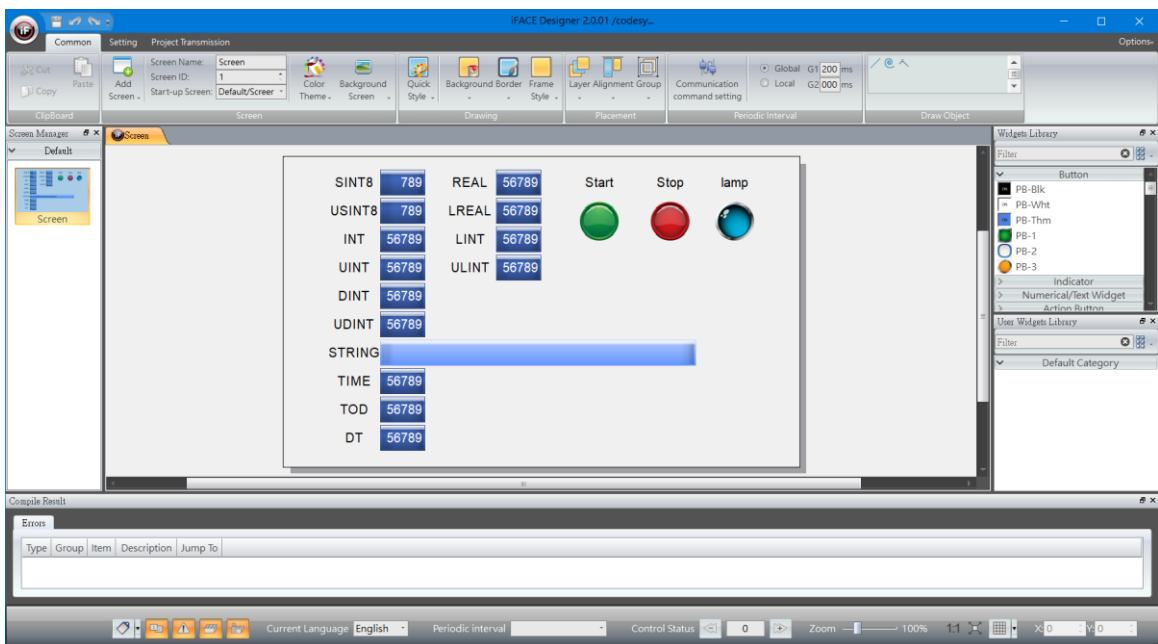 iF iFACE Designer 2.0.01 /codesy...
Common Setting Project Transmission Options
Cut Copy Paste
ClipBoard
Add Screen
Screen Name: Screen
Screen ID: 1
Start-up Screen: Default/Screer
Color Theme Background Screen
Screen
Quick Style Background Border Frame Style
Drawing
Layer Alignment Group
Placement
Communication command setting
Global G1 200 ms
Local G2 000 ms
Periodic Interval
Draw Object
Screen Manager
Default
Screen
Screen
SINT8 789 REAL 56789 Start Stop lamp
USINT8 789 LREAL 56789
INT 56789 LINT 56789
UINT 56789 ULINT 56789
DINT 56789
UDINT 56789
STRING
TIME 56789
TOD 56789
DT 56789
Widgets Library
Filter
Button
PB-Blk
PB-Wht
PB-Thm
PB-1
PB-2
PB-3
Indicator
Numerical/Text Widget
Action Button
User Widgets Library
Filter
Default Category
Compile Result
Errors
Type Group Item Description Jump To
Current Language English Periodic interval Control Status 0 Zoom 100% 1:1 X: 0 Y: 0